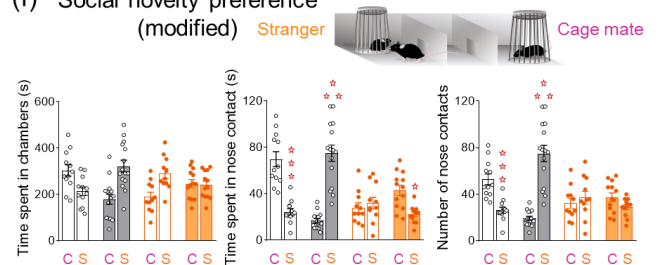 (f) Social novelty preference
(modified) Stranger Cage mate
Time spent in chambers (s)
600
400
200
0
C S C S C S C S
Time spent in nose contact (s)
120
80
40
0
C S C S C S C S
Number of nose contacts
120
80
40
0
C S C S C S C S